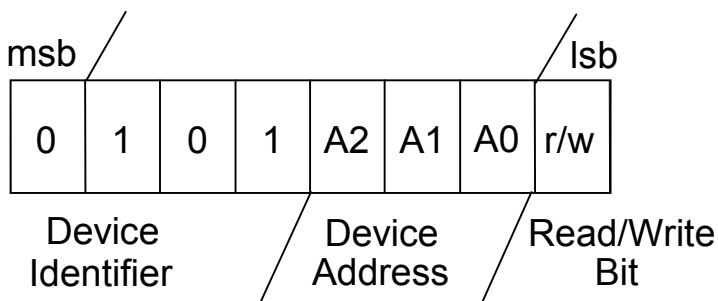 msb lsb
0 1 0 1 A2 A1 A0 r/w
Device Device Read/Write
Identifier Address Bit